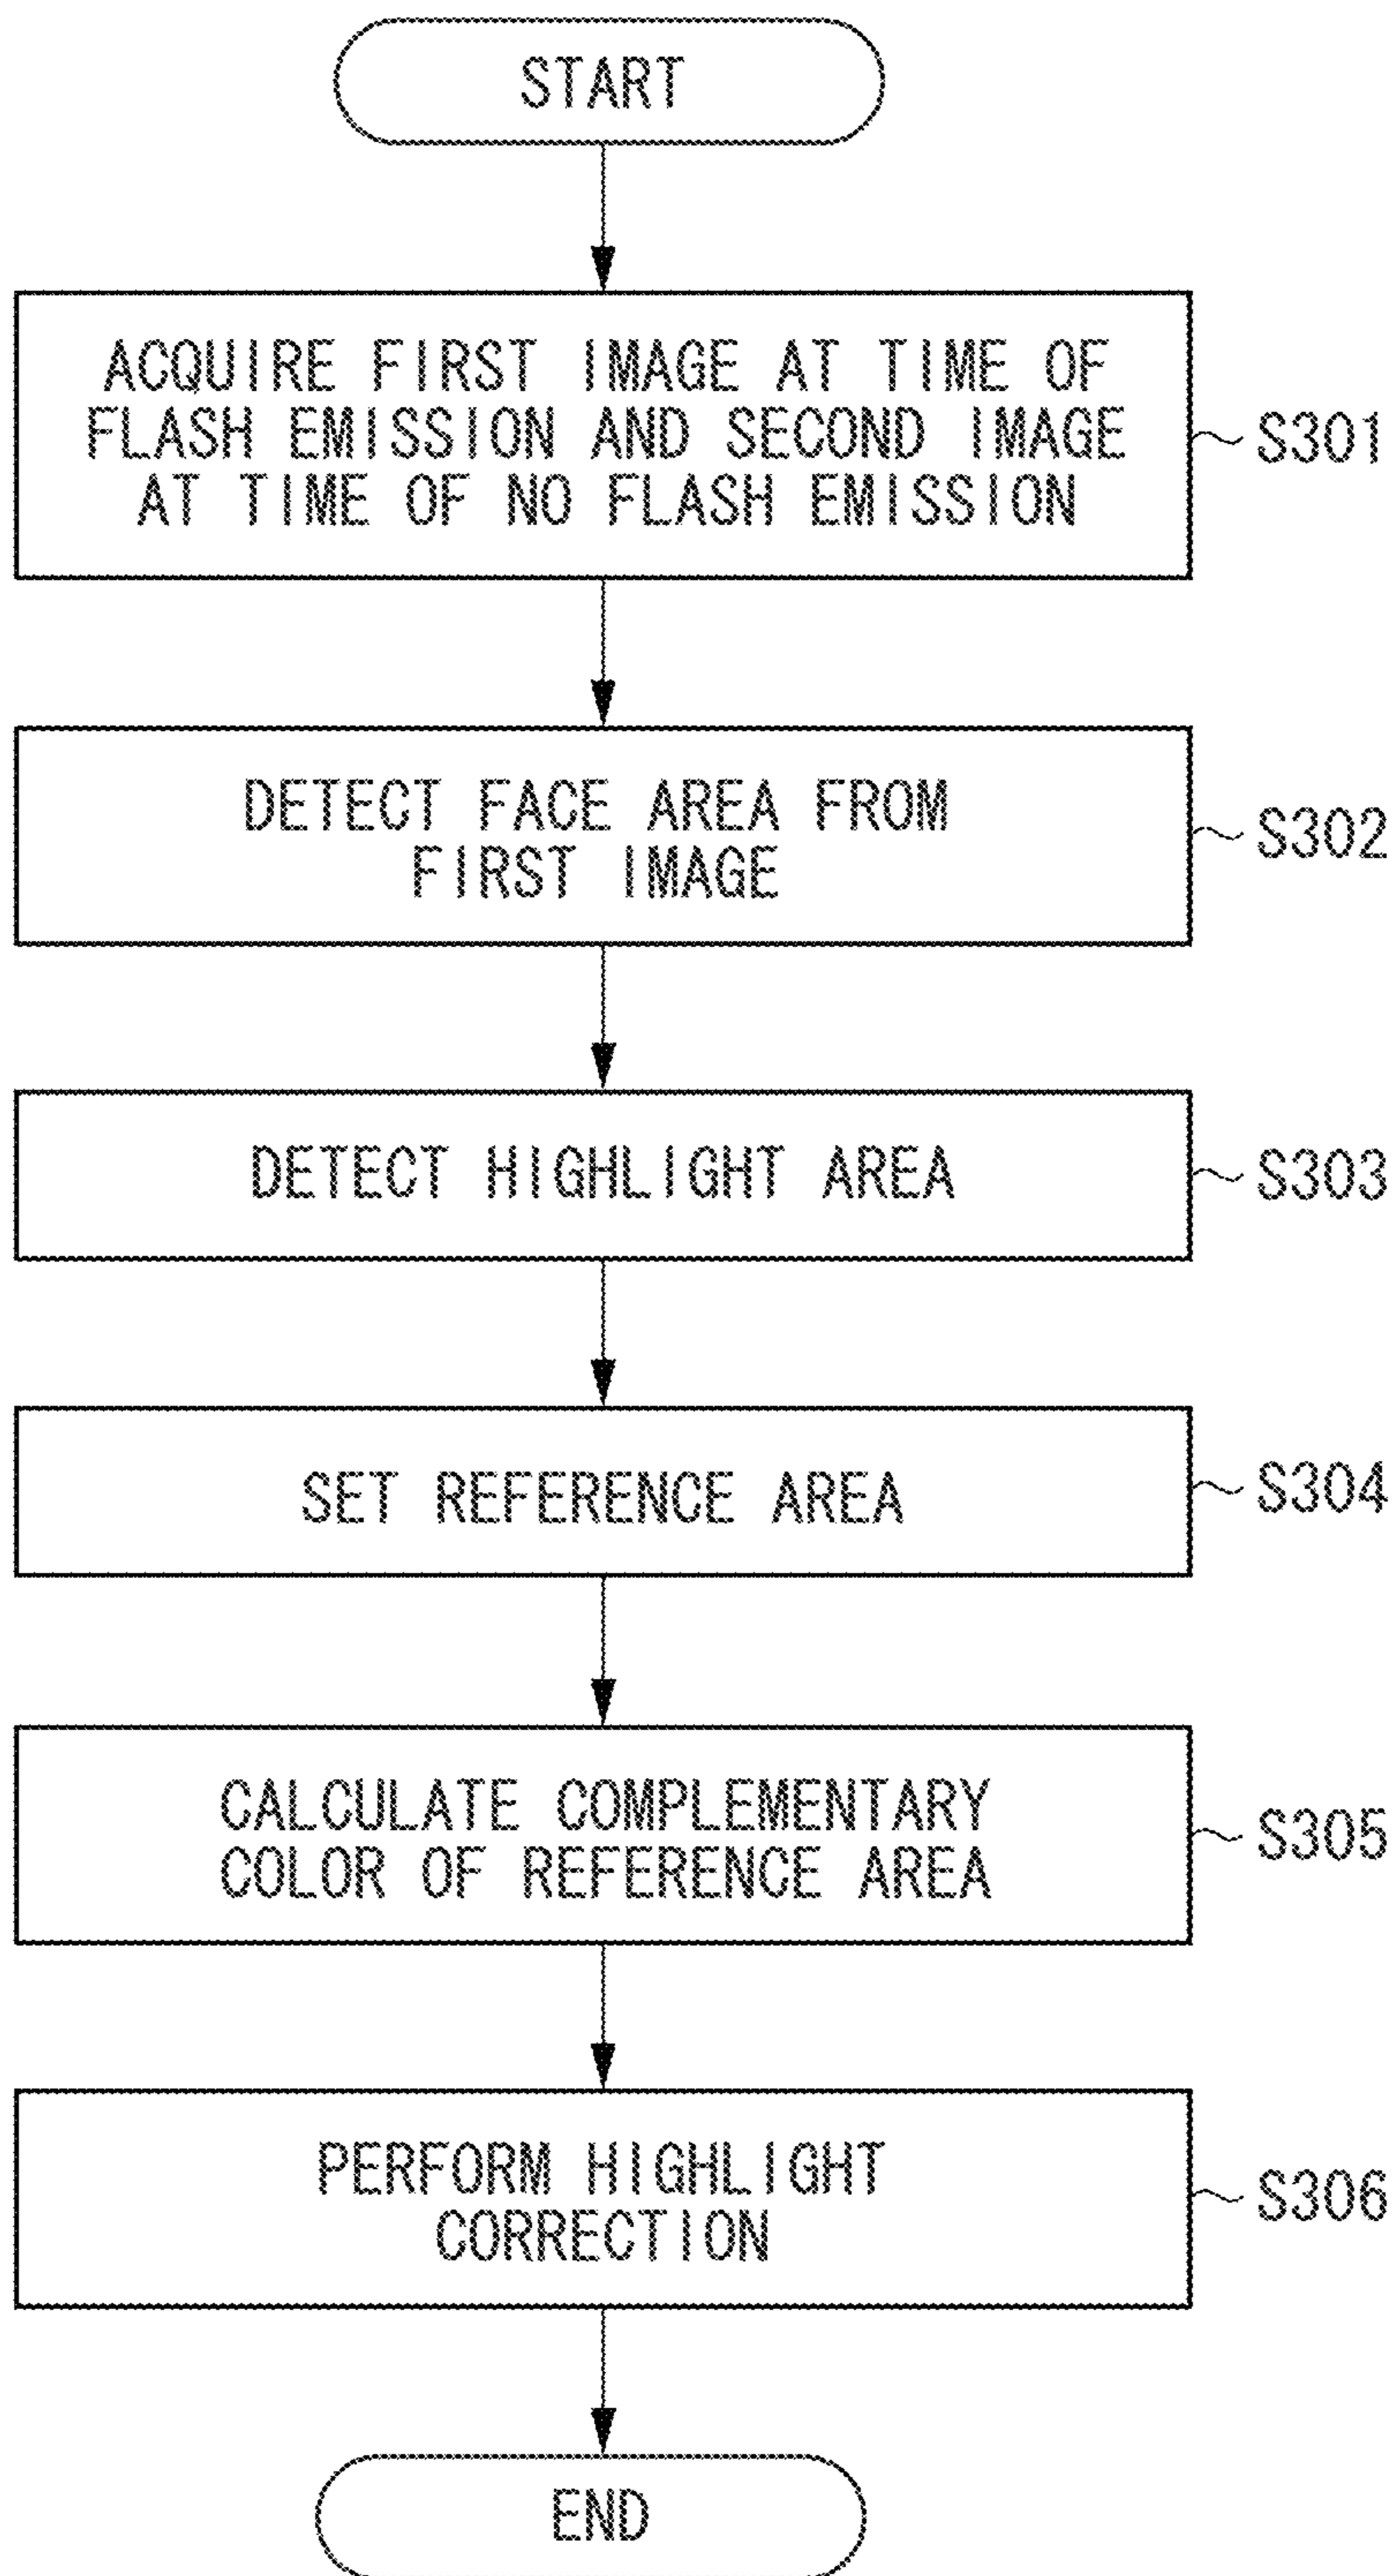 START
ACQUIRE FIRST IMAGE AT TIME OF
FLASH EMISSION AND SECOND IMAGE
AT TIME OF NO FLASH EMISSION
S301
DETECT FACE AREA FROM
FIRST IMAGE
S302
DETECT HIGHLIGHT AREA
S303
SET REFERENCE AREA
S304
CALCULATE COMPLEMENTARY
COLOR OF REFERENCE AREA
S305
PERFORM HIGHLIGHT
CORRECTION
S306
END